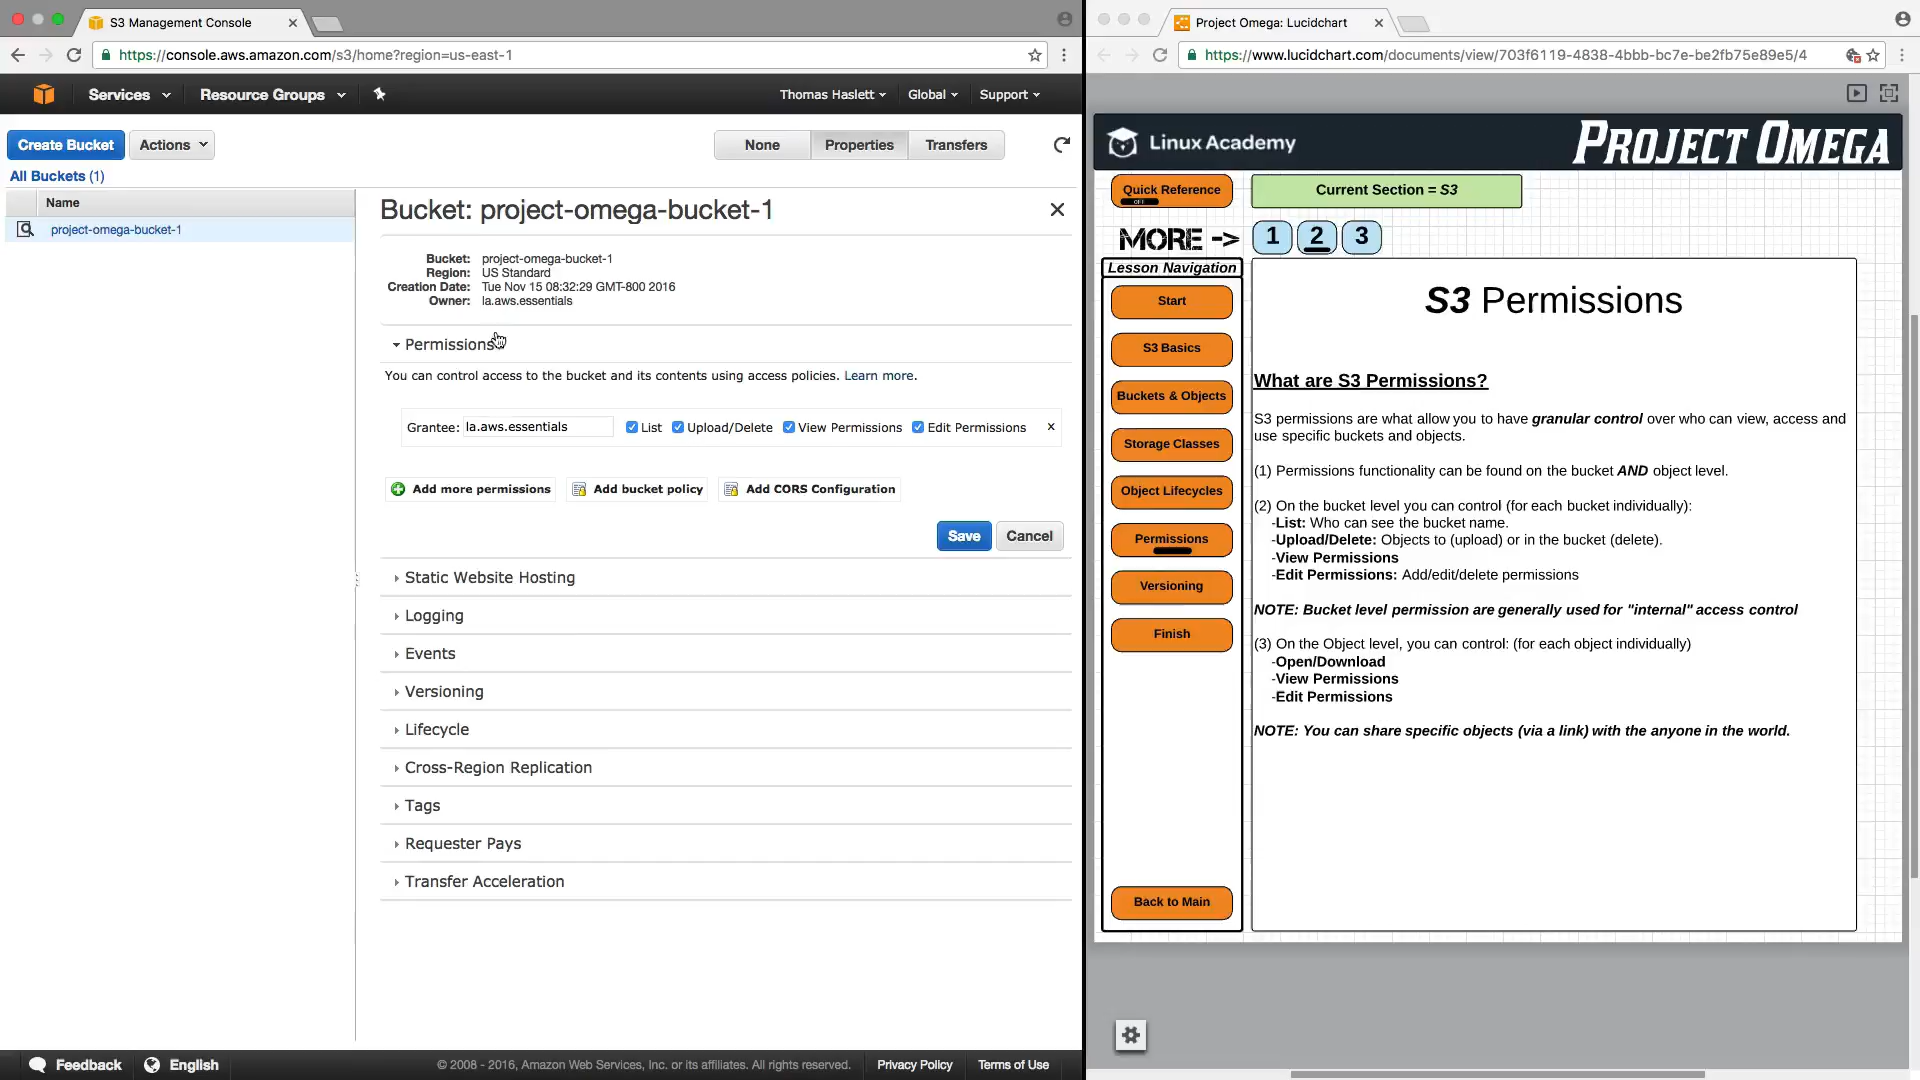 S3 Management Console
https://console.aws.amazon.com/s3/home?region=us-east-1
Services
Resource Groups
Thomas Haslett
Global
Support
Create Bucket
Actions
None
Properties
Transfers
All Buckets (1)
Name
project-omega-bucket-1
Bucket: project-omega-bucket-1
Bucket: project-omega-bucket-1
Region: US Standard
Creation Date: Tue Nov 15 08:32:29 GMT-800 2016
Owner: la.aws.essentials
Permissions
You can control access to the bucket and its contents using access policies. Learn more.
Grantee: la.aws.essentials List Upload/Delete View Permissions Edit Permissions x
Add more permissions
Add bucket policy
Add CORS Configuration
Save
Cancel
Static Website Hosting
Logging
Events
Versioning
Lifecycle
Cross-Region Replication
Tags
Requester Pays
Transfer Acceleration
Feedback
English
© 2008 - 2016, Amazon Web Services, Inc. or its affiliates. All rights reserved.
Privacy Policy
Terms of Use
Project Omega: Lucidchart
https://www.lucidchart.com/documents/view/703f6119-4838-4bbb-bc7e-be2fb75e89e5/4
Linux Academy
PROJECT OMEGA
Quick Reference
OFF
Current Section = S3
MORE ->
1
2
3
Lesson Navigation
Start
S3 Basics
Buckets & Objects
Storage Classes
Object Lifecycles
Permissions
Versioning
Finish
Back to Main
S3 Permissions
What are S3 Permissions?
S3 permissions are what allow you to have granular control over who can view, access and
use specific buckets and objects.
(1) Permissions functionality can be found on the bucket AND object level.
(2) On the bucket level you can control (for each bucket individually):
-List: Who can see the bucket name.
-Upload/Delete: Objects to (upload) or in the bucket (delete).
-View Permissions
-Edit Permissions: Add/edit/delete permissions
NOTE: Bucket level permission are generally used for "internal" access control
(3) On the Object level, you can control: (for each object individually)
-Open/Download
-View Permissions
-Edit Permissions
NOTE: You can share specific objects (via a link) with the anyone in the world.